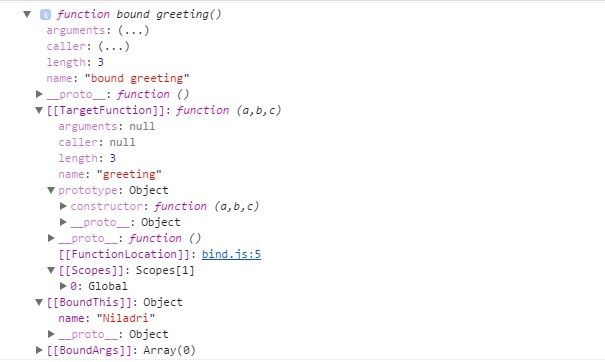 function bound greeting()
arguments: (...)
caller: (...)
length: 3
name: "bound greeting"
__proto__: function ()
[[TargetFunction]]: function (a,b,c)
arguments: null
caller: null
length: 3
name: "greeting"
prototype: Object
constructor: function (a,b,c)
__proto__: Object
__proto__: function ()
[[FunctionLocation]]: bind.js:5
[[Scopes]]: Scopes[1]
0: Global
[[BoundThis]]: Object
name: "Niladri"
__proto__: Object
[[BoundArgs]]: Array(0)